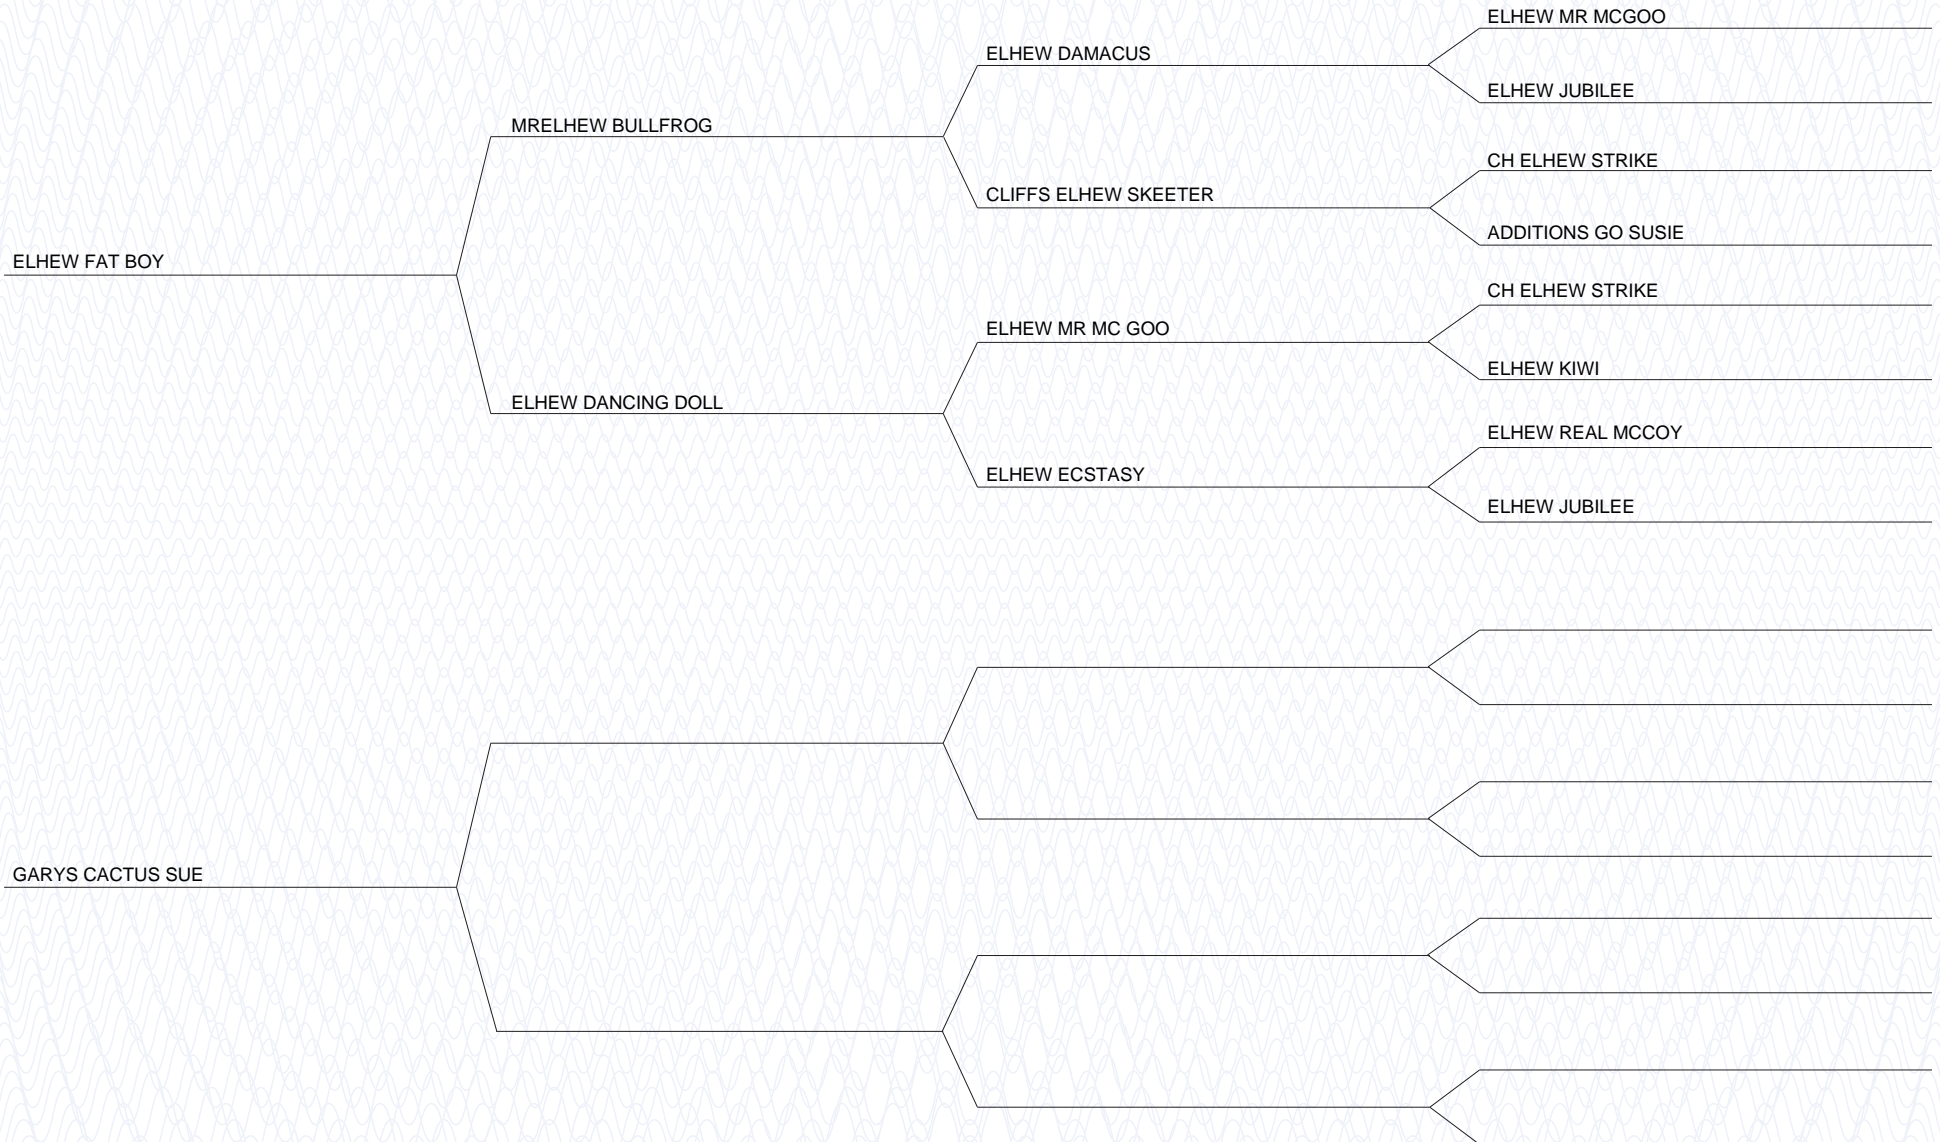 ELHEW MR MCGOO
ELHEW DAMACUS
ELHEW JUBILEE
MRELHEW BULLFROG
CH ELHEW STRIKE
CLIFFS ELHEW SKEETER
ADDITIONS GO SUSIE
ELHEW FAT BOY
CH ELHEW STRIKE
ELHEW MR MC GOO
ELHEW KIWI
ELHEW DANCING DOLL
ELHEW REAL MCCOY
ELHEW ECSTASY
ELHEW JUBILEE
GARYS CACTUS SUE